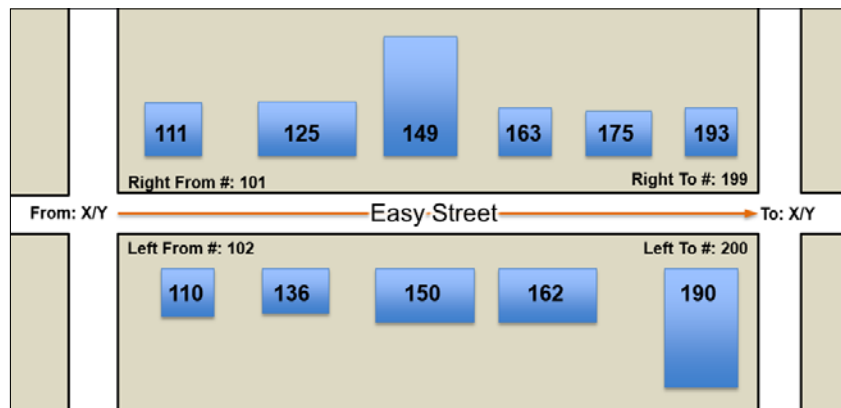 111 125 149 163 175 193
Right From #: 101 Right To #: 199
From: X/Y Easy Street To: X/Y
Left From #: 102 Left To #: 200
110 136 150 162 190